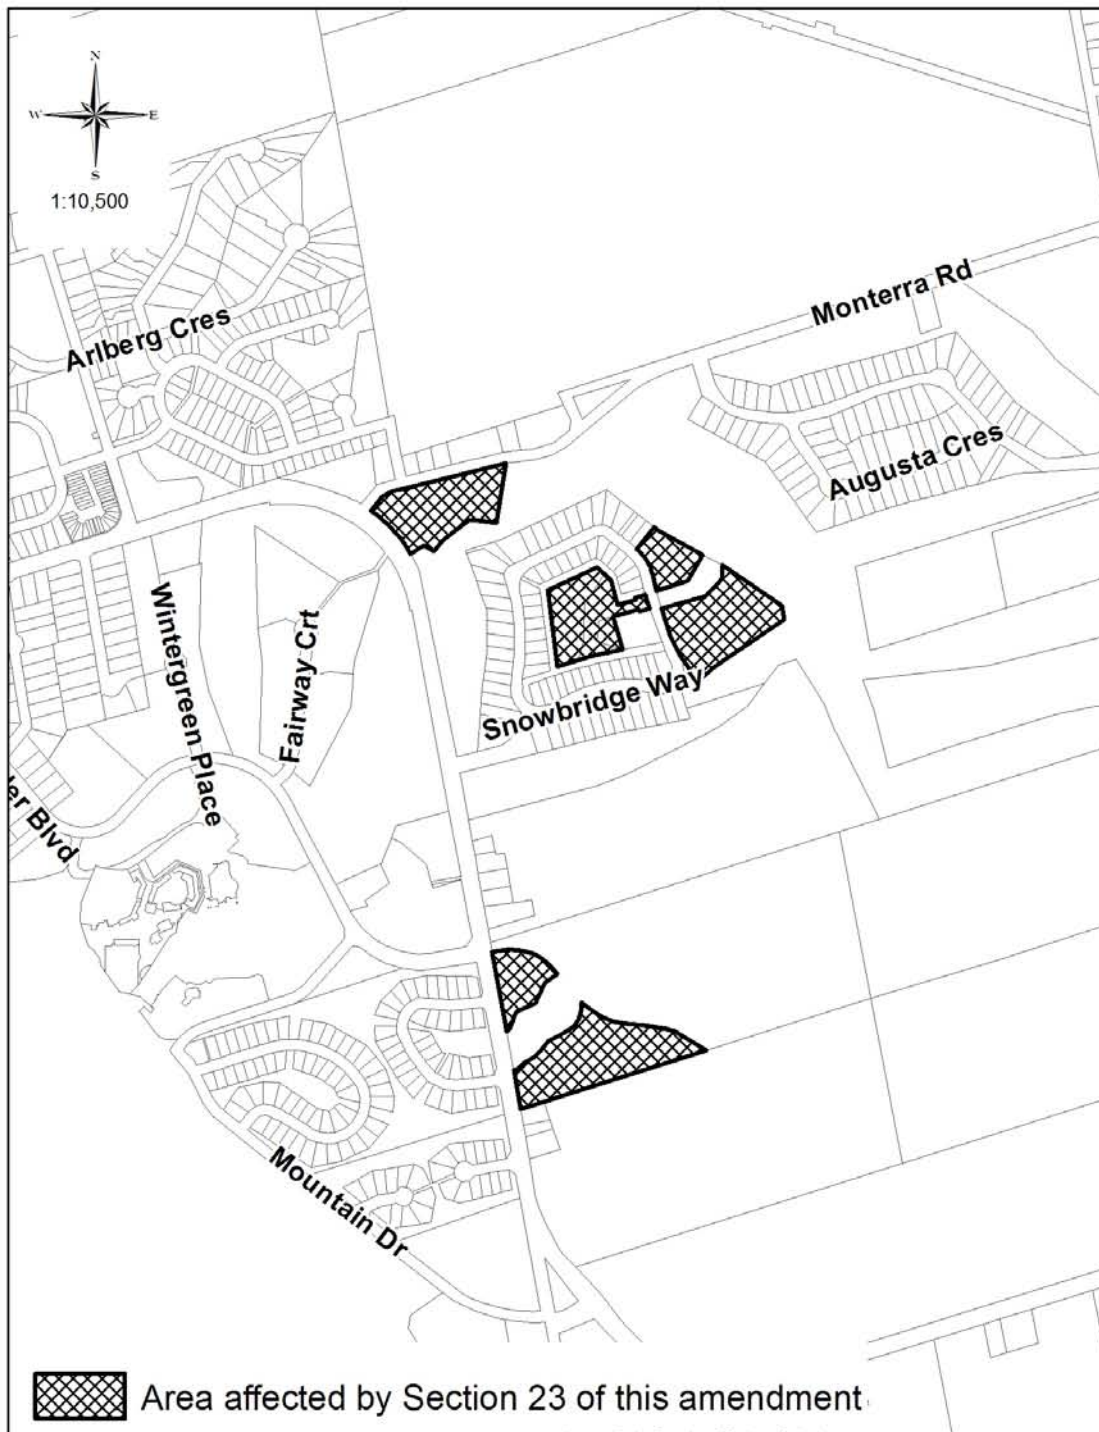 N
W E
S
1:10,500
Arlberg Cres
Monterra Rd
Augusta Cres
Wintergreen Place
Fairway Crt
Snowbridge Way
Blvd
Mountain Dr
Area affected by Section 23 of this amendment